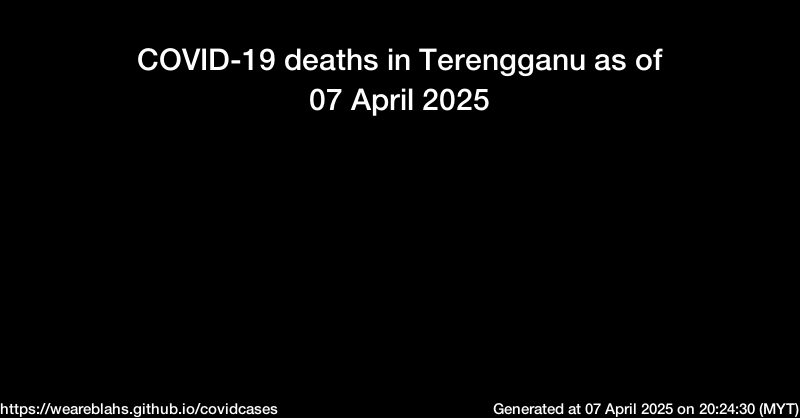 COVID-19 deaths in Terengganu as of
07 April 2025
https://weareblahs.github.io/covidcases
Generated at 07 April 2025 on 20:24:30 (MYT)